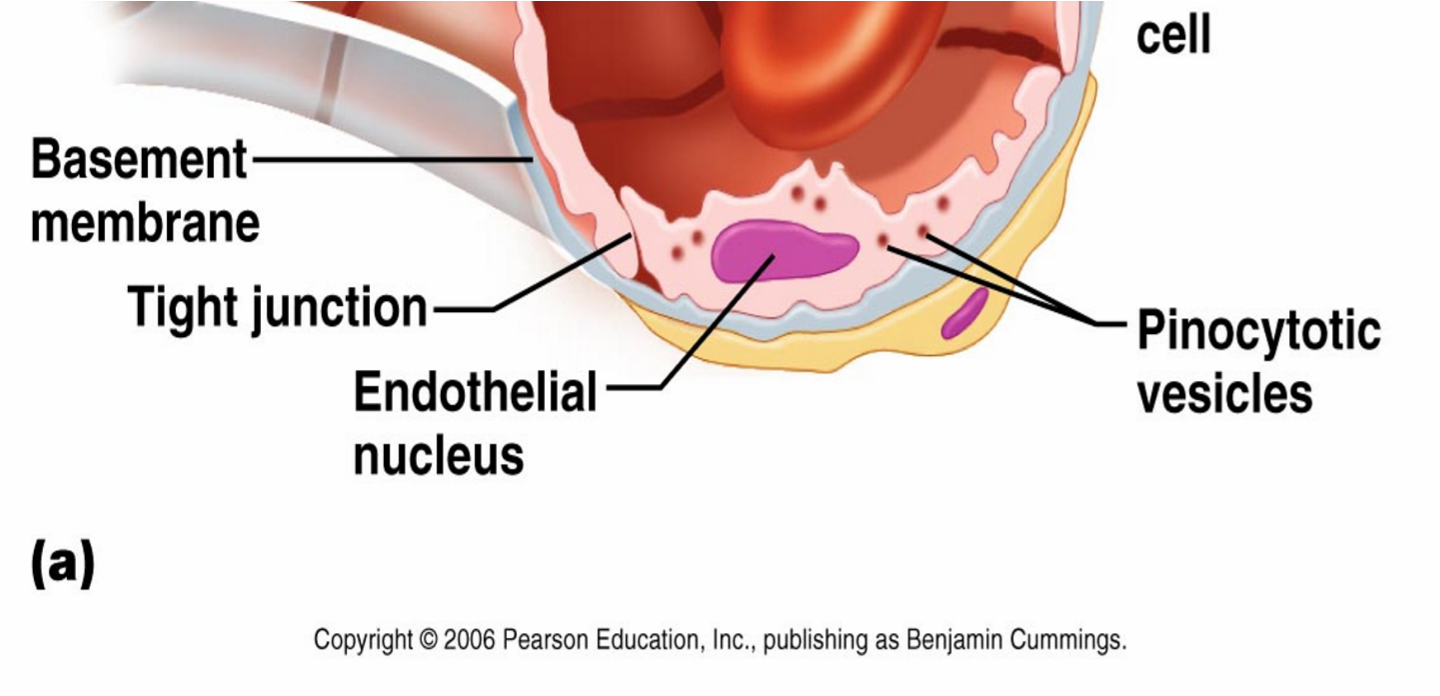 cell
Basement
membrane
Tight junction
Pinocytotic
vesicles
Endothelial
nucleus
(a)
Copyright © 2006 Pearson Education, Inc., publishing as Benjamin Cummings.